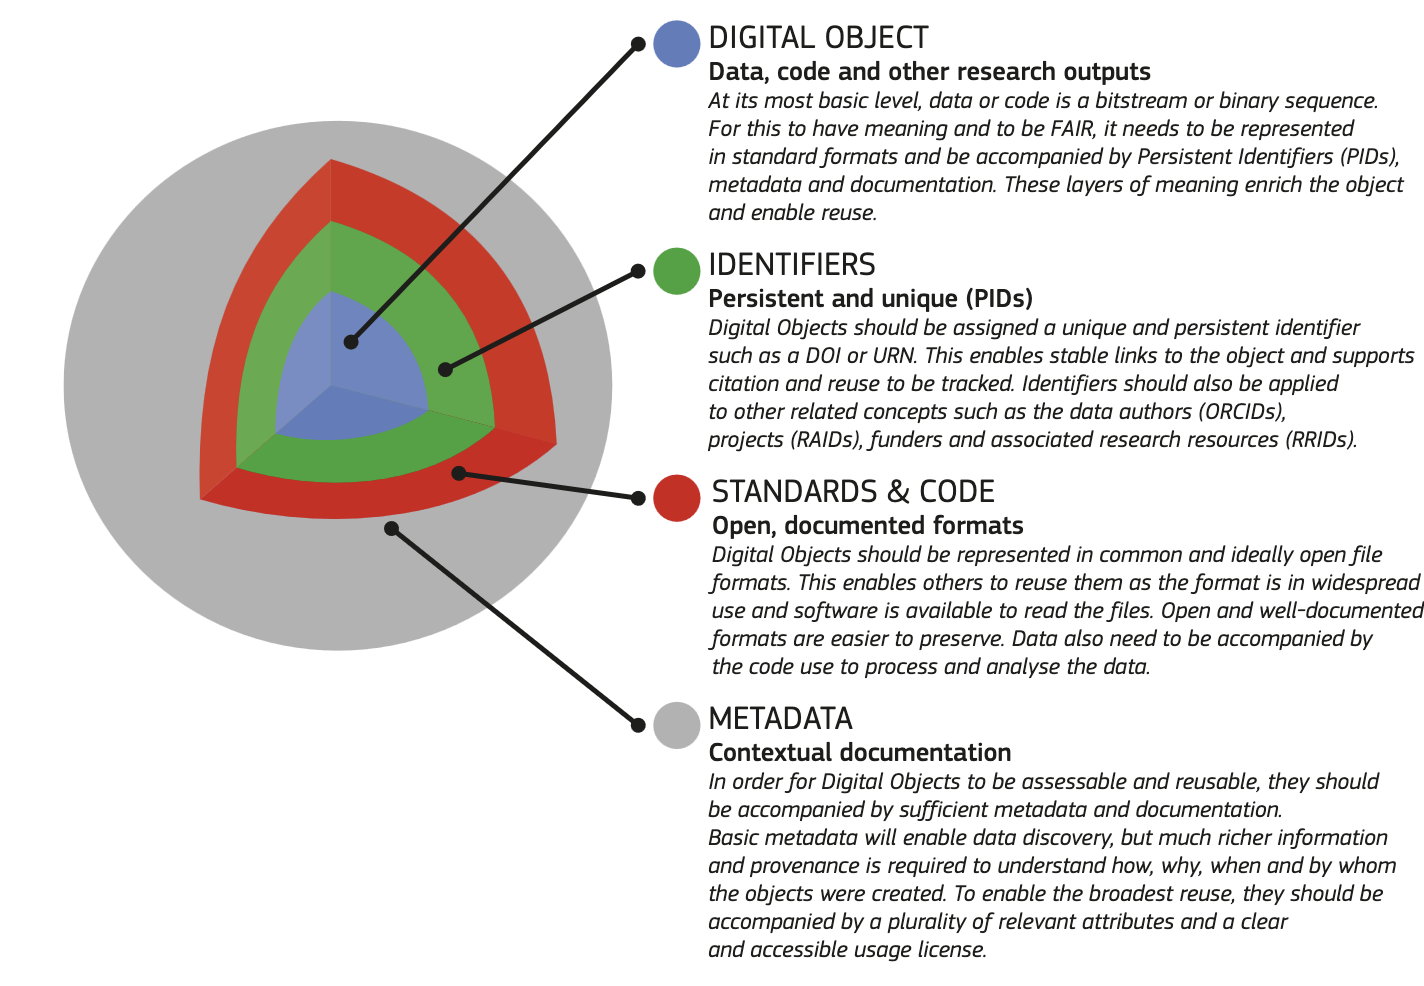 DIGITAL OBJECT
Data, code and other research outputs
At its most basic level, data or code is a bitstream or binary sequence.
For this to have meaning and to be FAIR, it needs to be represented
in standard formats and be accompanied by Persistent Identifiers (PIDs),
metadata and documentation. These layers of meaning enrich the object
and enable reuse.
IDENTIFIERS
Persistent and unique (PIDs)
Digital Objects should be assigned a unique and persistent identifier
such as a DOI or URN. This enables stable links to the object and supports
citation and reuse to be tracked. Identifiers should also be applied
to other related concepts such as the data authors (ORCIDs),
projects (RAIDs), funders and associated research resources (RRIDs).
STANDARDS & CODE
Open, documented formats
Digital Objects should be represented in common and ideally open file
formats. This enables others to reuse them as the format is in widespread
use and software is available to read the files. Open and well-documented
formats are easier to preserve. Data also need to be accompanied by
the code use to process and analyse the data.
METADATA
Contextual documentation
In order for Digital Objects to be assessable and reusable, they should
be accompanied by sufficient metadata and documentation.
Basic metadata will enable data discovery, but much richer information
and provenance is required to understand how, why, when and by whom
the objects were created. To enable the broadest reuse, they should be
accompanied by a plurality of relevant attributes and a clear
and accessible usage license.